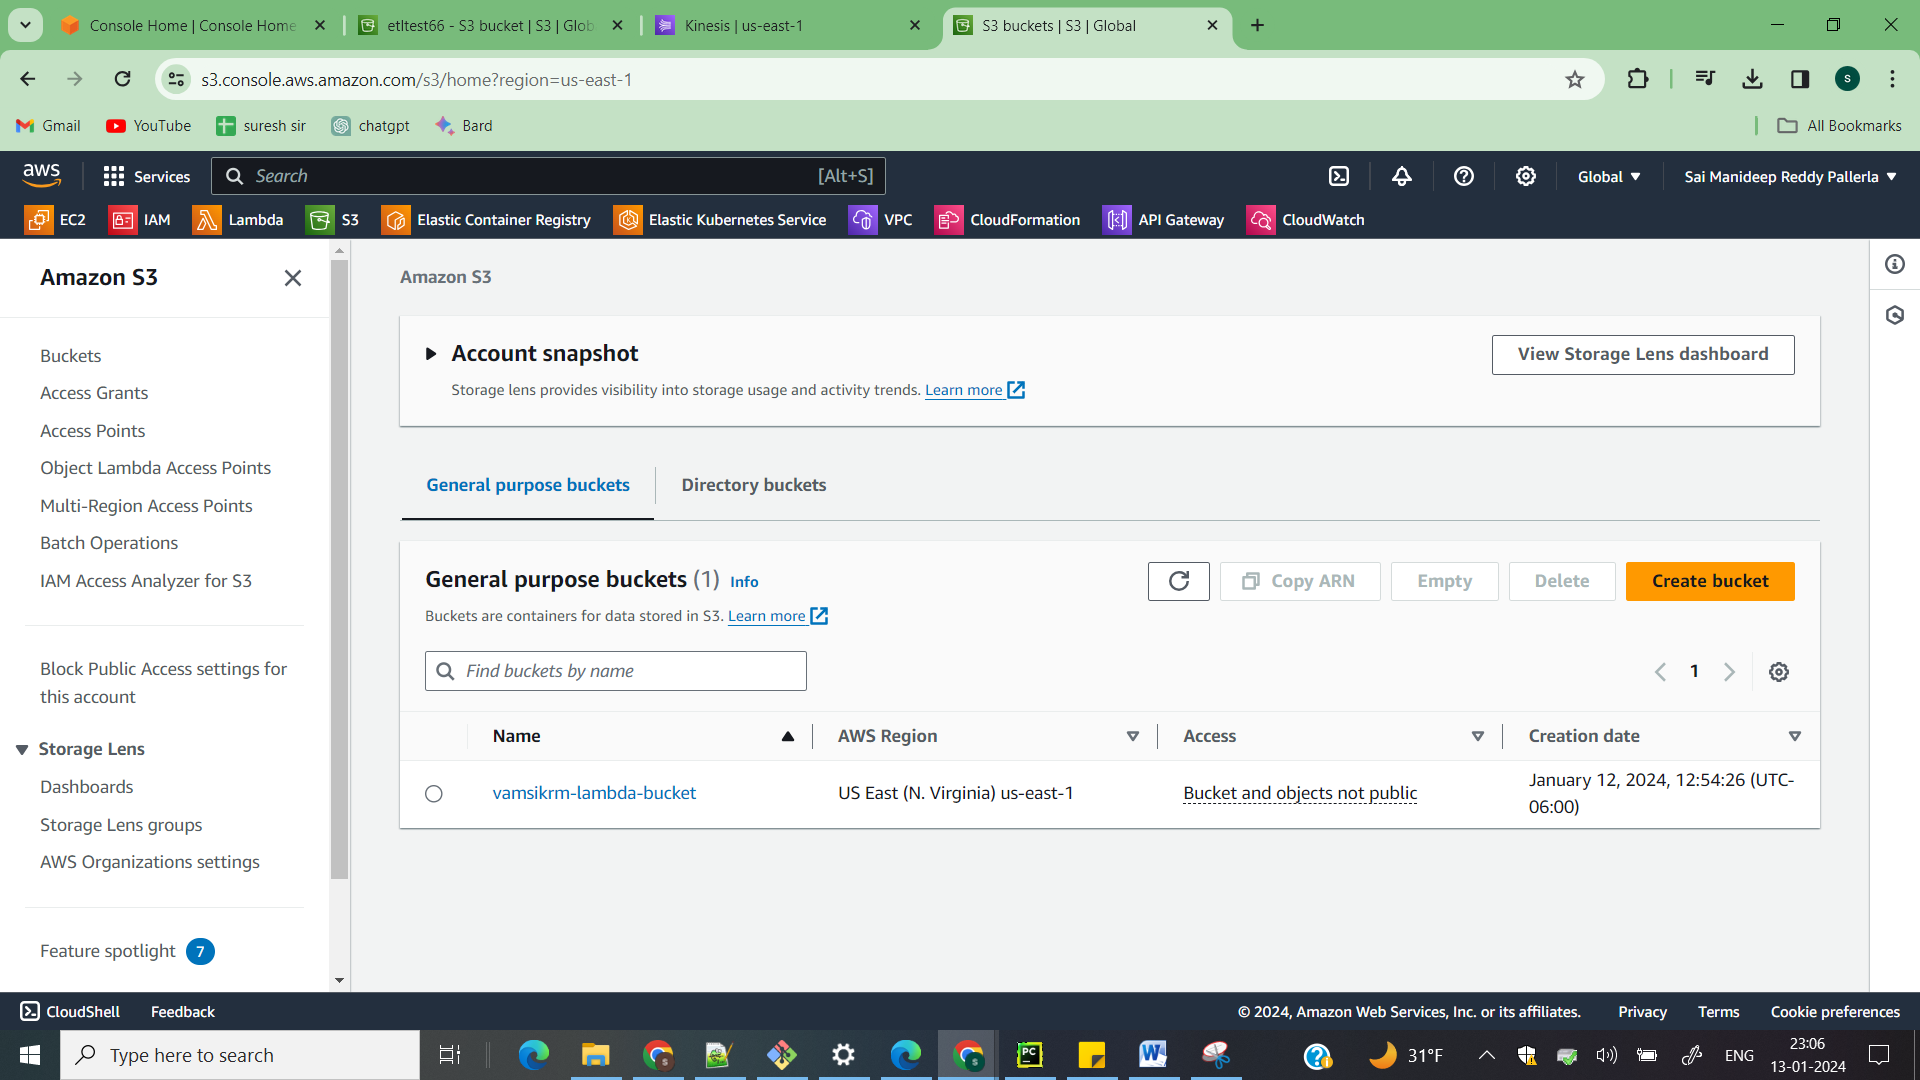 Console Home | Console Home
etltest66 - S3 bucket | S3 | Glob
Kinesis | us-east-1
S3 buckets | S3 | Global
s3.console.aws.amazon.com/s3/home?region=us-east-1
S
Gmail
YouTube
suresh sir
chatgpt
Bard
All Bookmarks
aws
Services
Search
[Alt+S]
Global
Sai Manideep Reddy Pallerla
EC2
IAM
Lambda
S3
Elastic Container Registry
Elastic Kubernetes Service
VPC
CloudFormation
API Gateway
CloudWatch
Amazon S3
Buckets
Access Grants
Access Points
Object Lambda Access Points
Multi-Region Access Points
Batch Operations
IAM Access Analyzer for S3
Block Public Access settings for
this account
Storage Lens
Dashboards
Storage Lens groups
AWS Organizations settings
Feature spotlight 7
Amazon S3
Account snapshot
View Storage Lens dashboard
Storage lens provides visibility into storage usage and activity trends. Learn more
General purpose buckets
Directory buckets
General purpose buckets (1) Info
Copy ARN
Empty
Delete
Create bucket
Buckets are containers for data stored in S3. Learn more
Find buckets by name
1
Name
AWS Region
Access
Creation date
vamsikrm-lambda-bucket
US East (N. Virginia) us-east-1
Bucket and objects not public
January 12, 2024, 12:54:26 (UTC-
06:00)
CloudShell
Feedback
© 2024, Amazon Web Services, Inc. or its affiliates.
Privacy
Terms
Cookie preferences
Type here to search
PC
31°F
ENG
23:06
13-01-2024